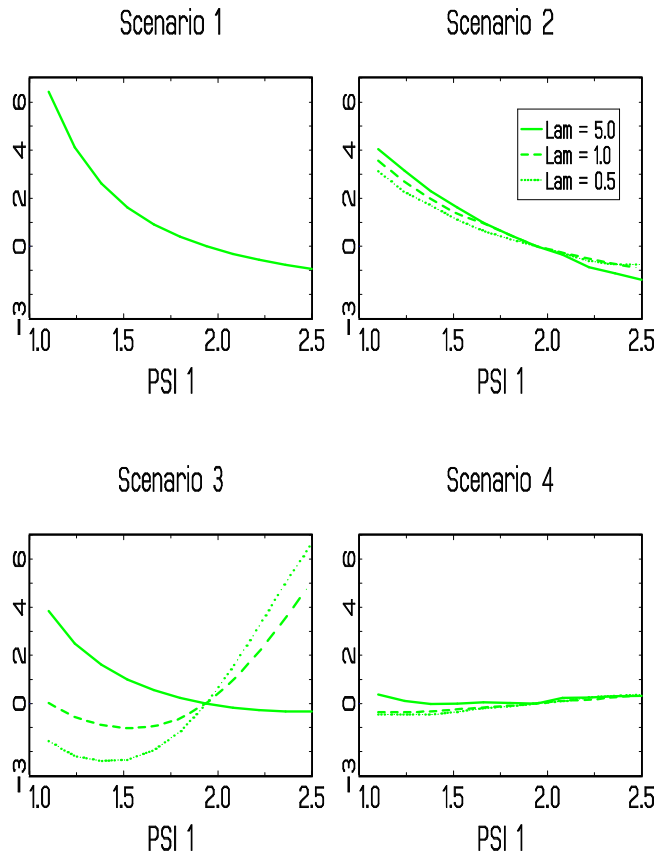 Scenario 1
6
4
2
0
-3
1.0 1.5 2.0 2.5
PSI 1
Scenario 2
6
4
2
0
-3
Lam = 5.0
Lam = 1.0
Lam = 0.5
1.0 1.5 2.0 2.5
PSI 1
Scenario 3
6
4
2
0
-3
1.0 1.5 2.0 2.5
PSI 1
Scenario 4
6
4
2
0
-3
1.0 1.5 2.0 2.5
PSI 1